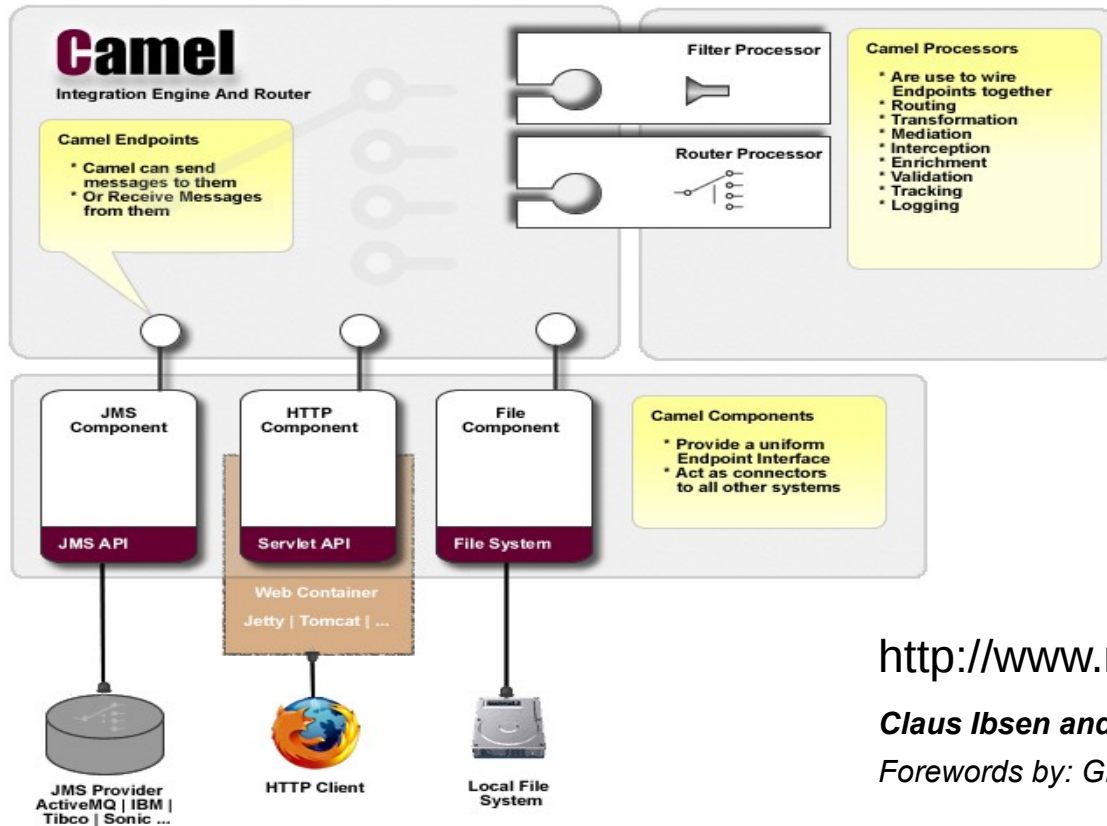 Camel
Integration Engine And Router
Camel Endpoints
* Camel can send
messages to them
* Or Receive Messages
from them
Filter Processor
Router Processor
Camel Processors
* Are use to wire
Endpoints together
* Routing
* Transformation
* Mediation
* Interception
* Enrichment
* Validation
* Tracking
* Logging
JMS
Component
JMS API
HTTP
Component
Servlet API
File
Component
File System
Camel Components
* Provide a uniform
Endpoint Interface
* Act as connectors
to all other systems
Web Container
Jetty | Tomcat | ...
JMS Provider
ActiveMQ | IBM |
Tibco | Sonic ...
HTTP Client
Local File
System
http://www.
Claus Ibsen and
Forewords by: